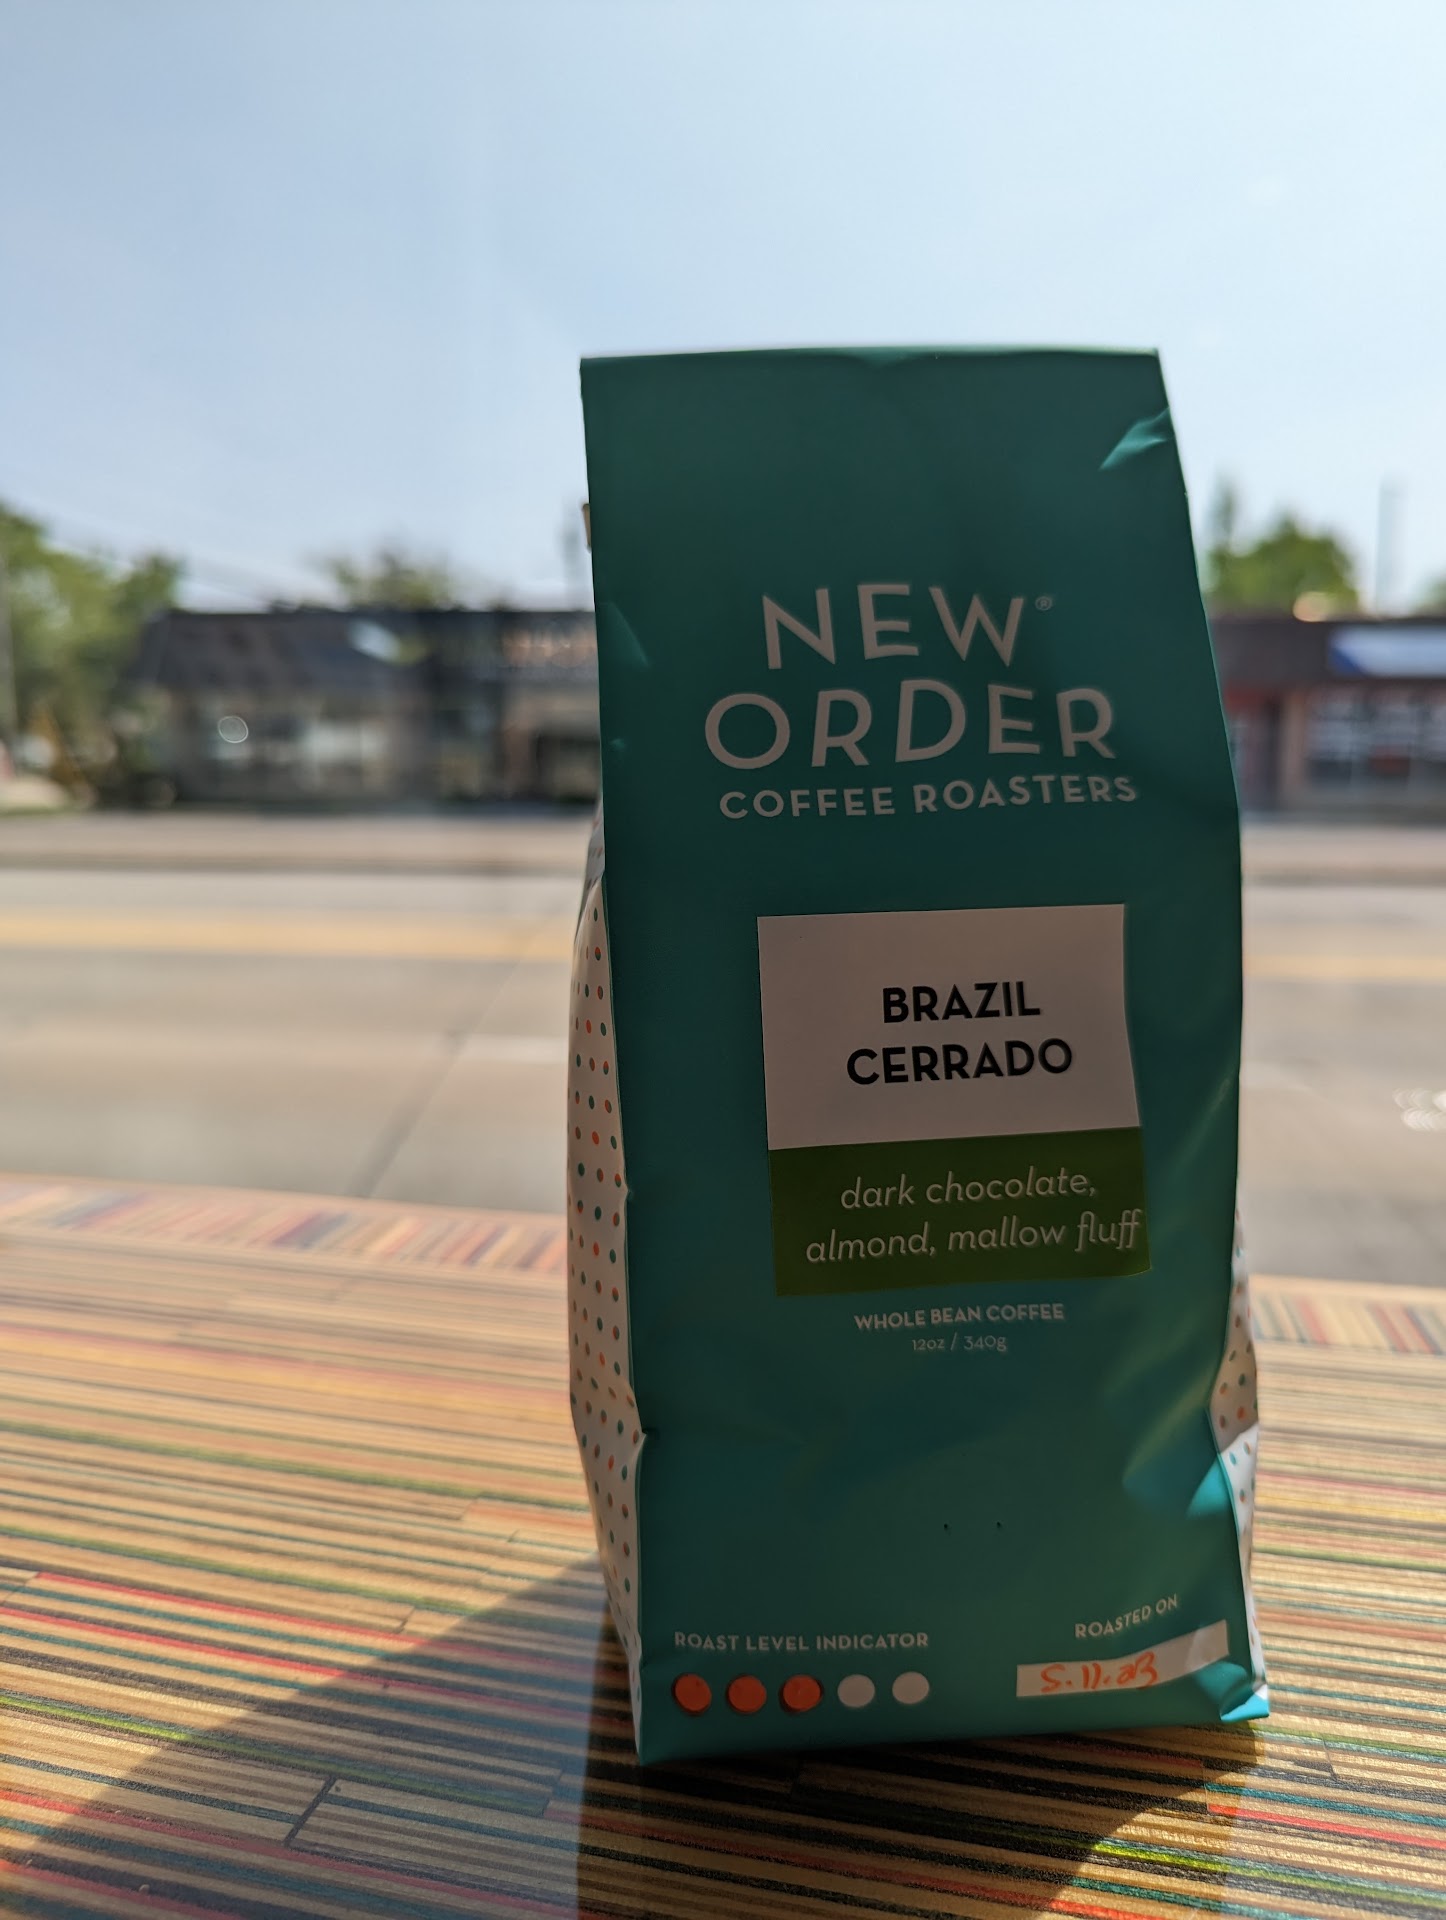 NEW®
ORDER
COFFEE ROASTERS
BRAZIL
CERRADO
dark chocolate,
almond, mallow fluff
WHOLE BEAN COFFEE
12oz / 340g
ROAST LEVEL INDICATOR
ROASTED ON
5.11.23